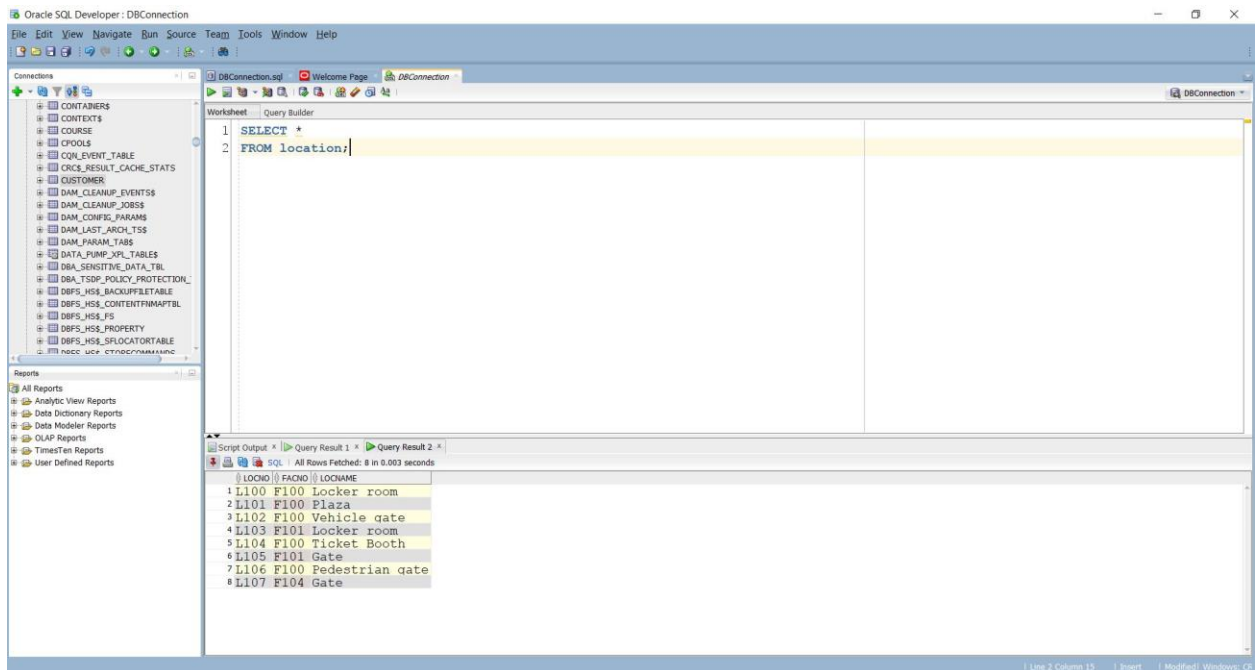 Oracle SQL Developer : DBConnection
File Edit View Navigate Run Source Team Tools Window Help
Connections
CONTAINER$
CONTEXT$
COURSE
CPOOL$
CQN_EVENT_TABLE
CRC$_RESULT_CACHE_STATS
CUSTOMER
DAM_CLEANUP_EVENTS$
DAM_CLEANUP_JOBS$
DAM_CONFIG_PARAM$
DAM_LAST_ARCH_TS$
DAM_PARAM_TAB$
DATA_PUMP_XPL_TABLE$
DBA_SENSITIVE_DATA_TBL
DBA_TSDP_POLICY_PROTECTION_
DBFS_HS$_BACKUPFILETABLE
DBFS_HS$_CONTENTFNMAPTBL
DBFS_HS$_FS
DBFS_HS$_PROPERTY
DBFS_HS$_SFLOCATORTABLE
DBFS_HS$_STORECOMMANDS
Reports
All Reports
Analytic View Reports
Data Dictionary Reports
Data Modeler Reports
OLAP Reports
TimesTen Reports
User Defined Reports
DBConnection.sql Welcome Page DBConnection
DBConnection
Worksheet Query Builder
1 SELECT *
2 FROM location;
Script Output Query Result 1 Query Result 2
SQL | All Rows Fetched: 8 in 0.003 seconds
LOCNO FACNO LOCNAME
1 L100 F100 Locker room
2 L101 F100 Plaza
3 L102 F100 Vehicle gate
4 L103 F101 Locker room
5 L104 F100 Ticket Booth
6 L105 F101 Gate
7 L106 F100 Pedestrian gate
8 L107 F104 Gate
Line 2 Column 15 | Insert | Modified | Windows: CR